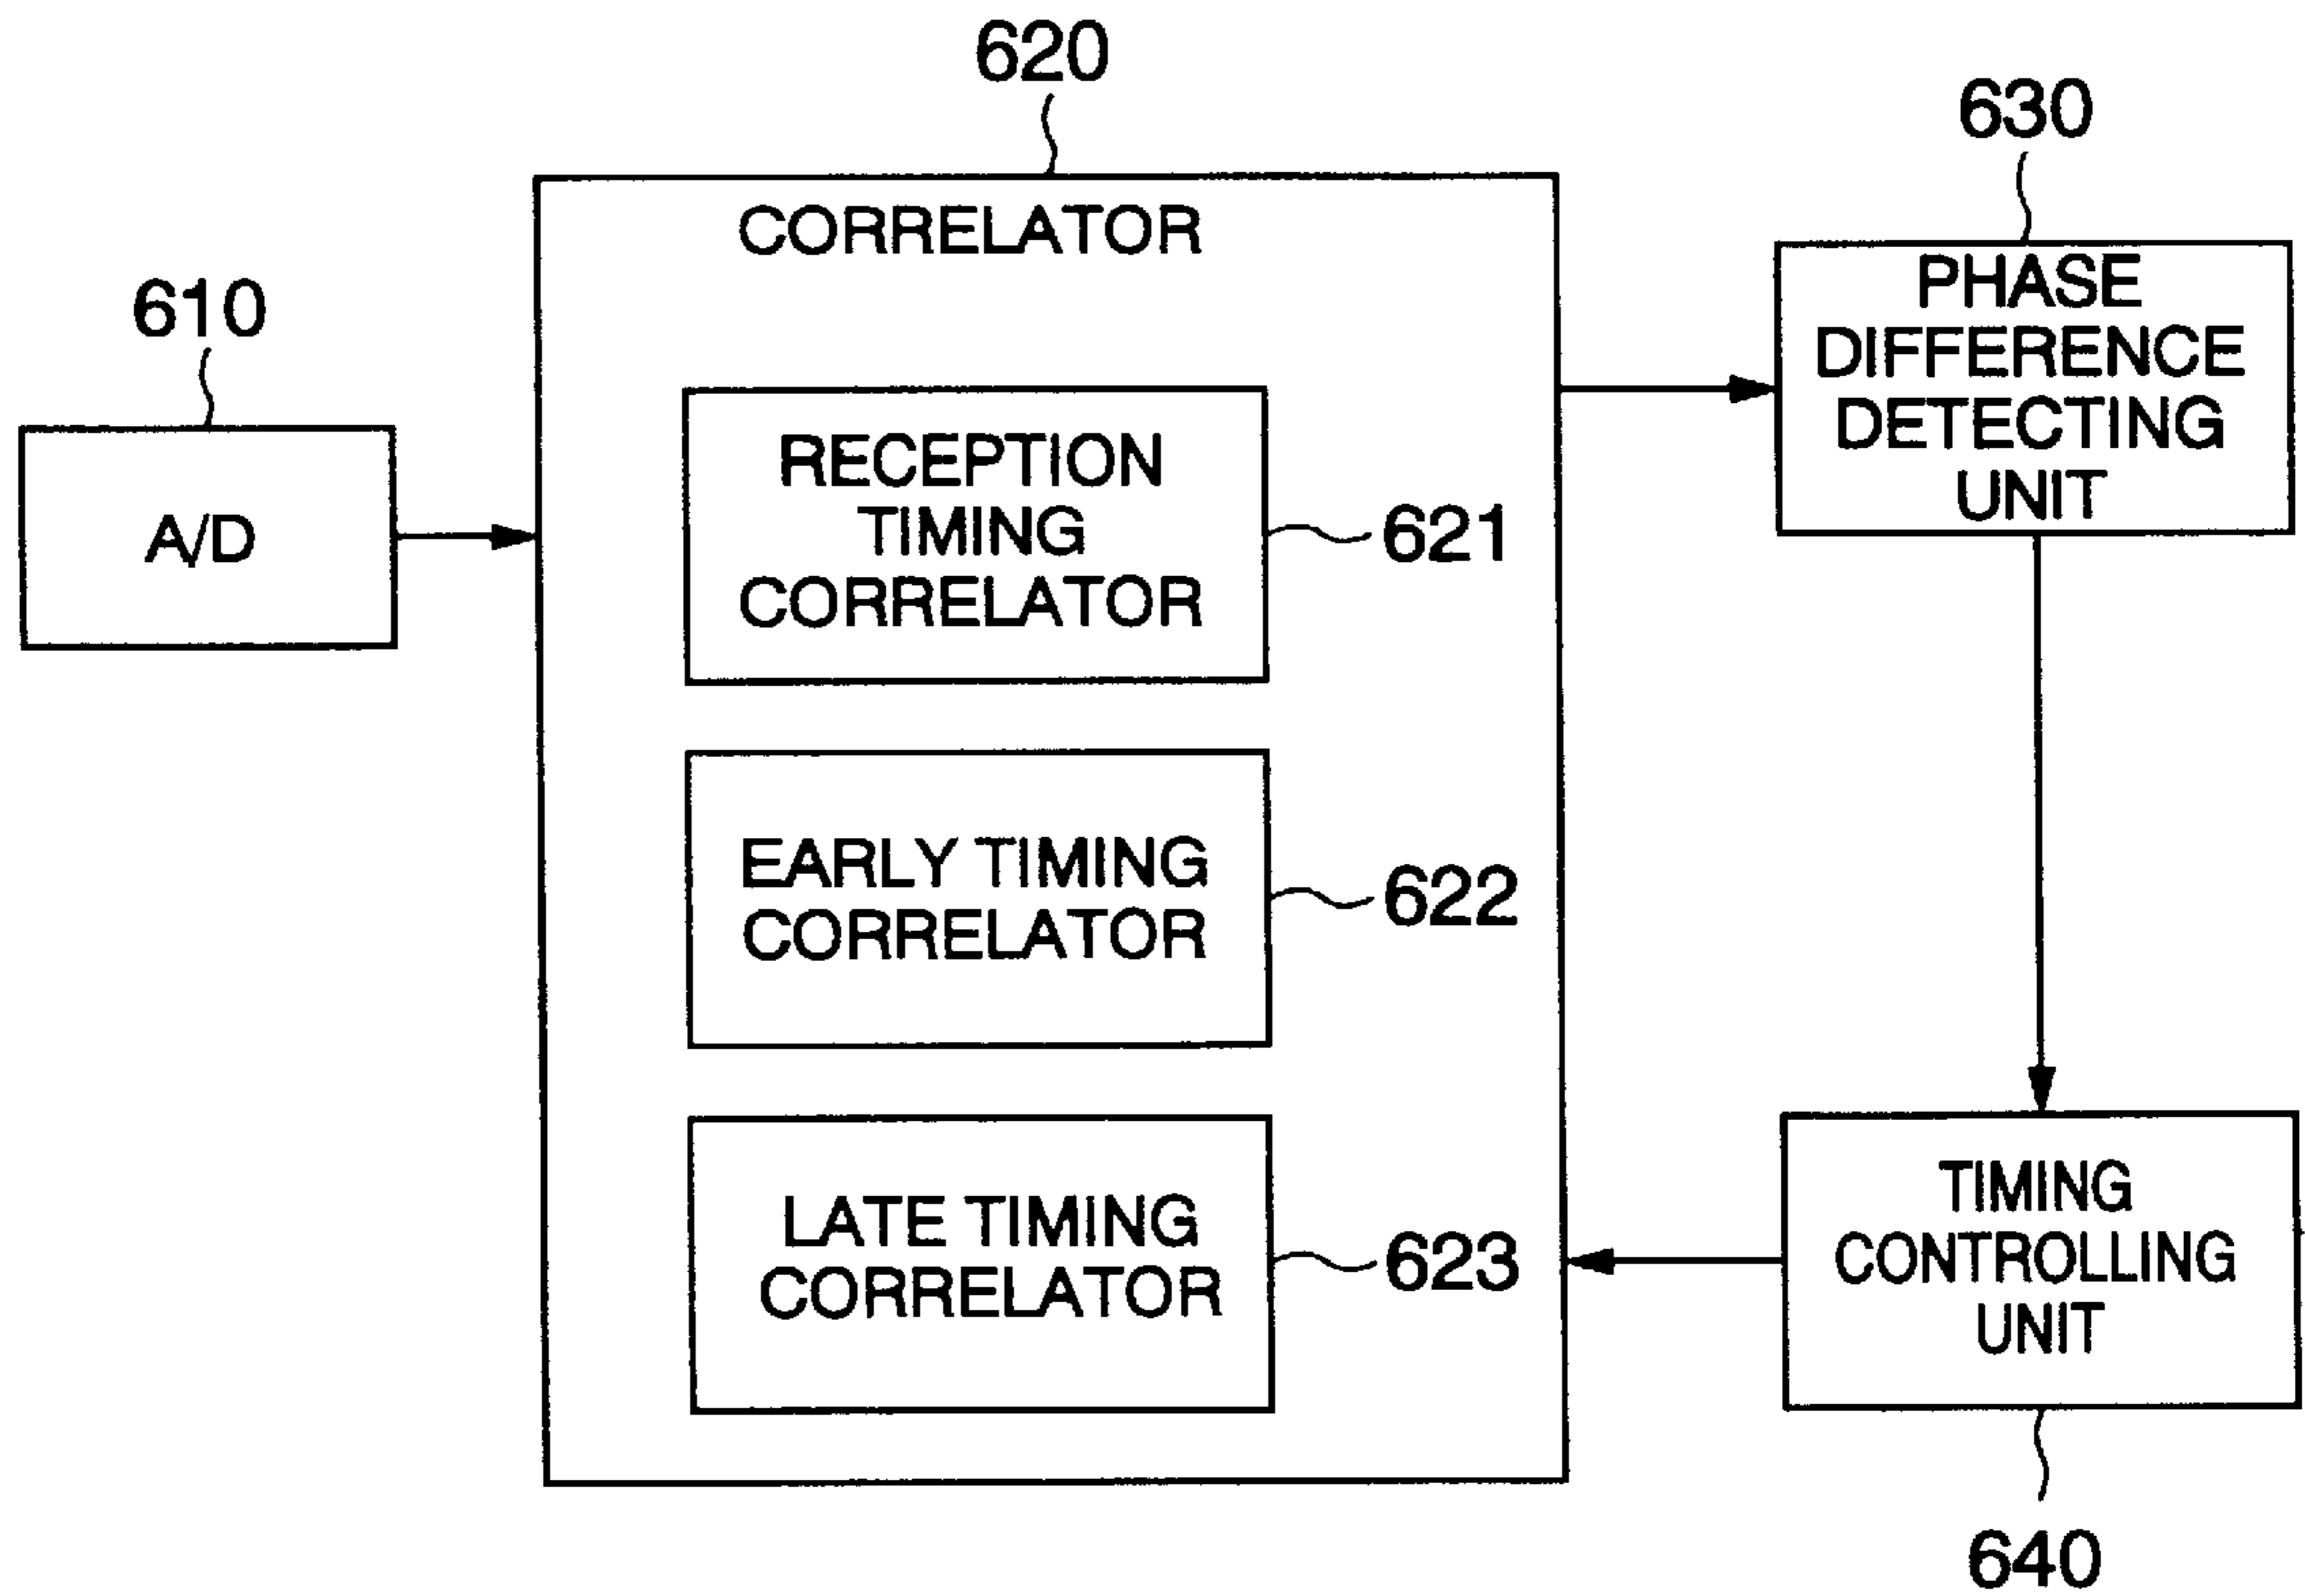 620
630
CORRELATOR
610
PHASE
DIFFERENCE
DETECTING
UNIT
A/D
RECEPTION
TIMING
CORRELATOR
621
EARLY TIMING
CORRELATOR
622
LATE TIMING
CORRELATOR
623
TIMING
CONTROLLING
UNIT
640